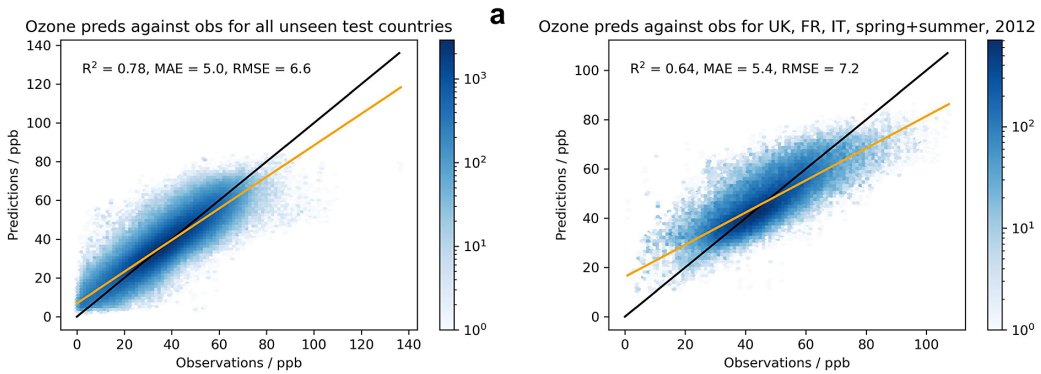 Ozone preds against obs for all unseen test countries
R² = 0.78, MAE = 5.0, RMSE = 6.6
140
120
100
80
60
40
20
0
Predictions / ppb
0 20 40 60 80 100 120 140
Observations / ppb
10³
10²
10¹
10⁰
a
Ozone preds against obs for UK, FR, IT, spring+summer, 2012
R² = 0.64, MAE = 5.4, RMSE = 7.2
100
80
60
40
20
0
Predictions / ppb
0 20 40 60 80 100
Observations / ppb
10²
10¹
10⁰